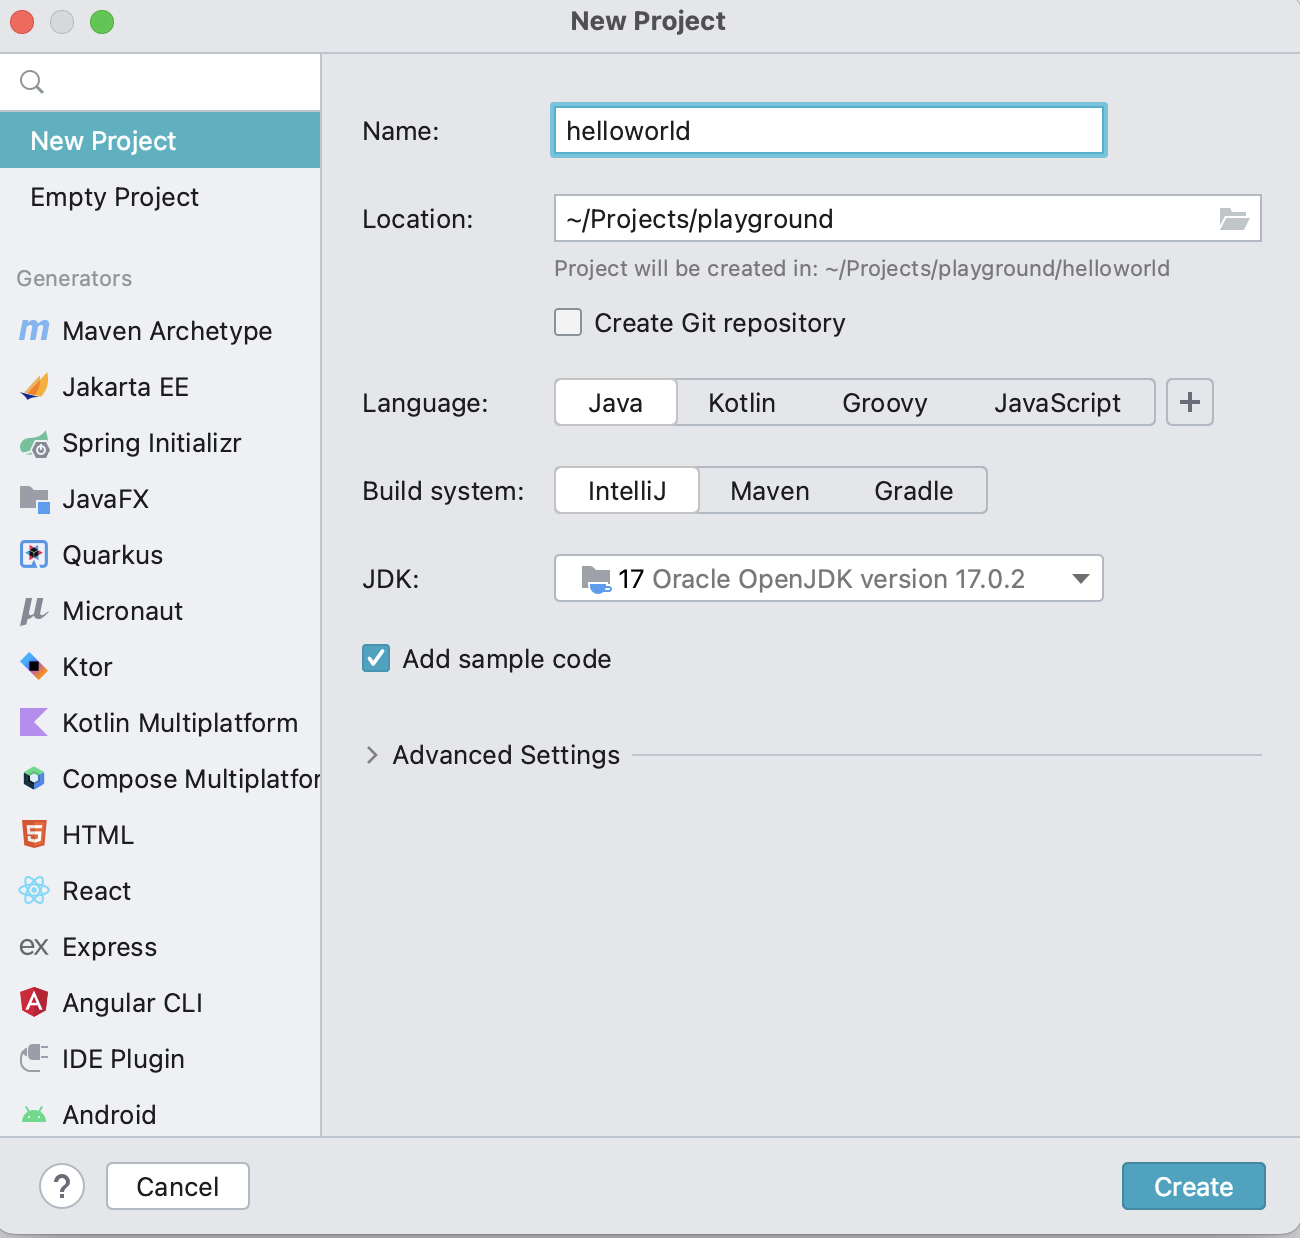 New Project
New Project
Empty Project
Generators
Maven Archetype
Jakarta EE
Spring Initializr
JavaFX
Quarkus
Micronaut
Ktor
Kotlin Multiplatform
Compose Multiplatfor
HTML
React
ex Express
Angular CLI
IDE Plugin
Android
Name: helloworld
Location: ~/Projects/playground
Project will be created in: ~/Projects/playground/helloworld
Create Git repository
Language: Java Kotlin Groovy JavaScript +
Build system: IntelliJ Maven Gradle
JDK: 17 Oracle OpenJDK version 17.0.2
Add sample code
Advanced Settings
? Cancel Create